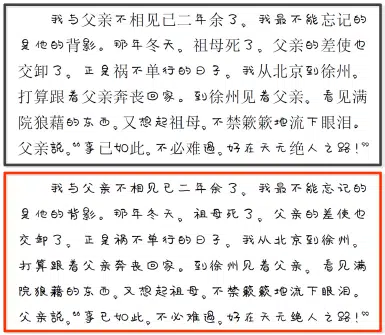 我与父亲不相见已二年余了。我最不能忘记的
是他的背影。那年冬天。祖母死了。父亲的差使也
交卸了。正是祸不单行的日子。我从北京到徐州。
打算跟着父亲奔丧回家。到徐州见着父亲。看见满
院狼藉的东西。又想起祖母。不禁簌簌地流下眼泪。
父亲説。“事已如此。不必难過。好在天无绝人之路！”
我与父亲不相见已二年余了。我最不能忘记的
是他的背影。那年冬天。祖母死了。父亲的差使也
交卸了。正是祸不单行的日子。我从北京到徐州。
打算跟着父亲奔丧回家。到徐州见着父亲。看见满
院狼藉的东西。又想起祖母。不禁簌簌地流下眼泪。
父亲説。“事已如此。不必难過。好在天无绝人之路！”